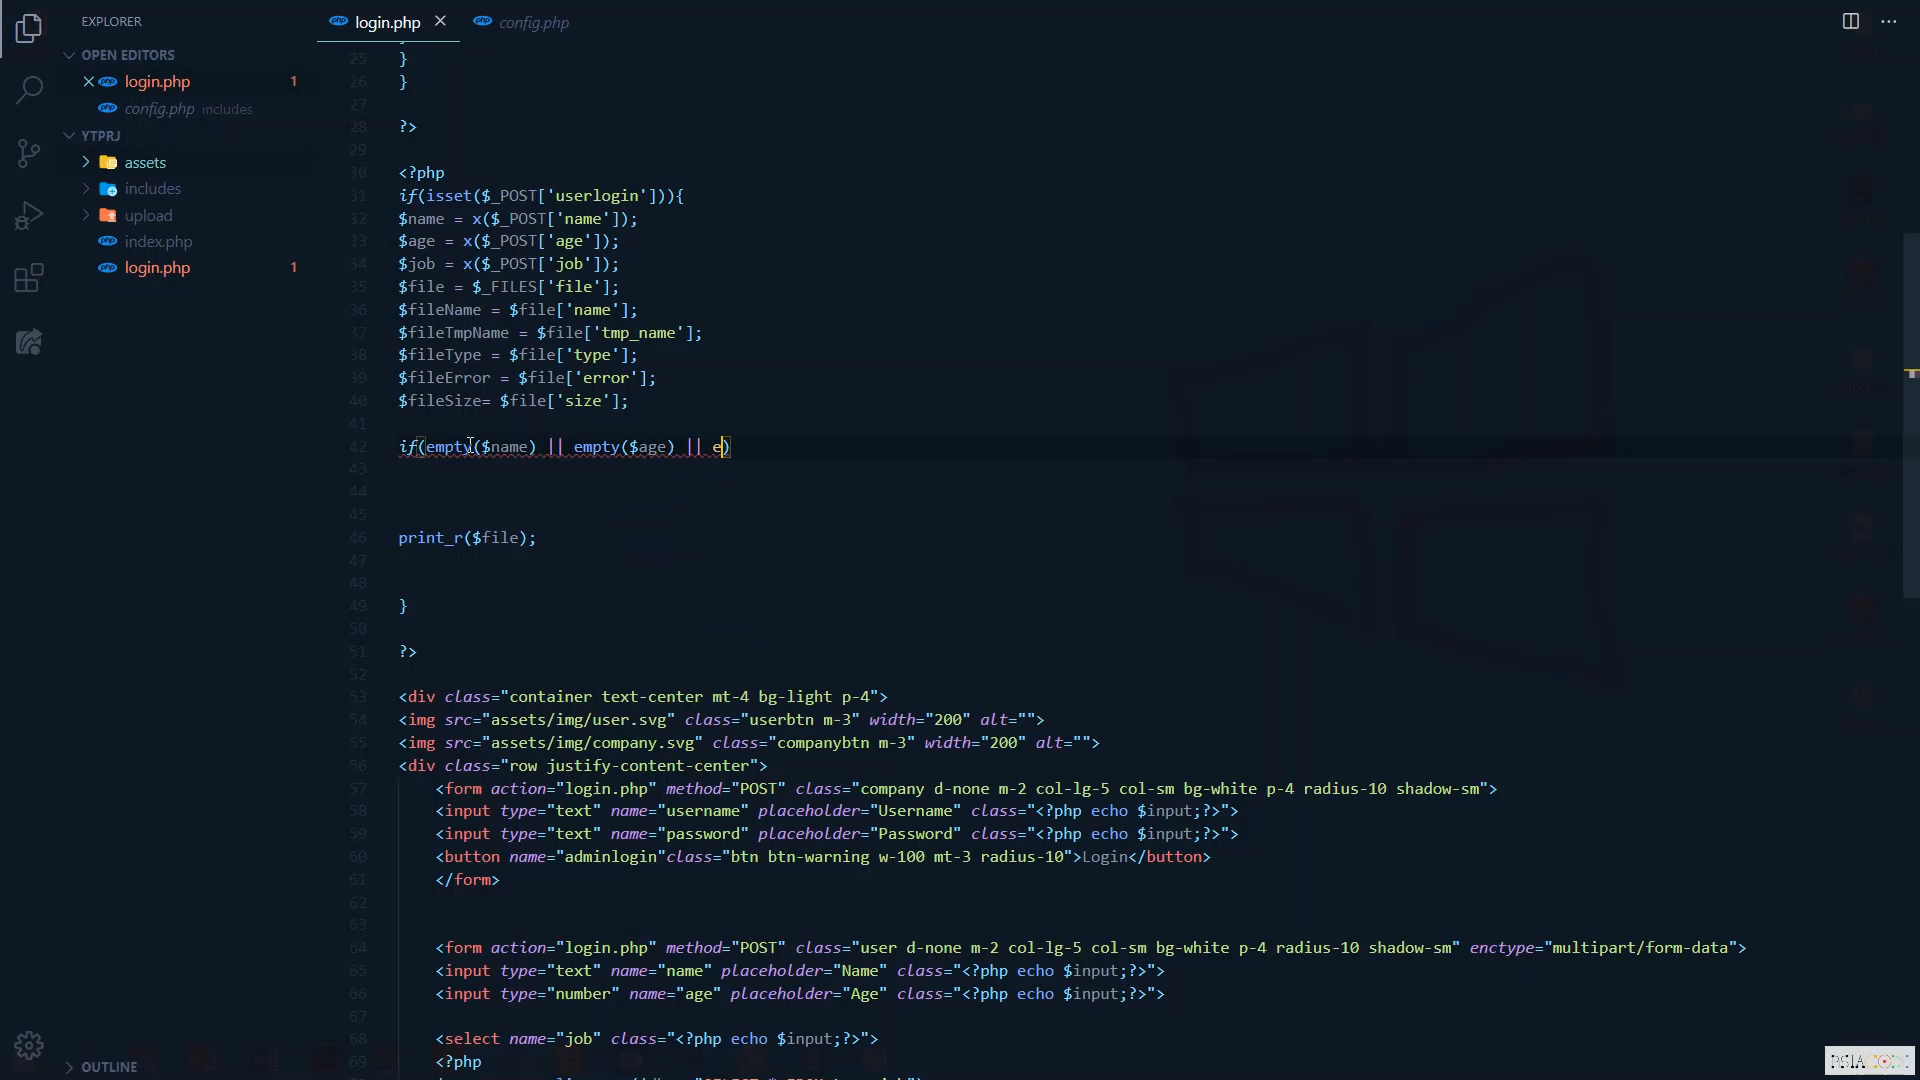 EXPLORER
OPEN EDITORS
login.php 1
config.php includes
YTPRJ
assets
includes
upload
index.php
login.php 1
OUTLINE
login.php
config.php
25 }
26 }
27
28 ?>
29
30 <?php
31 if(isset($_POST['userlogin'])){
32 $name = x($_POST['name']);
33 $age = x($_POST['age']);
34 $job = x($_POST['job']);
35 $file = $_FILES['file'];
36 $fileName = $file['name'];
37 $fileTmpName = $file['tmp_name'];
38 $fileType = $file['type'];
39 $fileError = $file['error'];
40 $fileSize= $file['size'];
41
42 if(empty($name) || empty($age) || e)
43
44
45
46 print_r($file);
47
48
49 }
50
51 ?>
52
53 <div class="container text-center mt-4 bg-light p-4">
54 <img src="assets/img/user.svg" class="userbtn m-3" width="200" alt="">
55 <img src="assets/img/company.svg" class="companybtn m-3" width="200" alt="">
56 <div class="row justify-content-center">
57 <form action="login.php" method="POST" class="company d-none m-2 col-lg-5 col-sm bg-white p-4 radius-10 shadow-sm">
58 <input type="text" name="username" placeholder="Username" class="<?php echo $input;?>">
59 <input type="text" name="password" placeholder="Password" class="<?php echo $input;?>">
60 <button name="adminlogin"class="btn btn-warning w-100 mt-3 radius-10">Login</button>
61 </form>
62
63
64 <form action="login.php" method="POST" class="user d-none m-2 col-lg-5 col-sm bg-white p-4 radius-10 shadow-sm" enctype="multipart/form-data">
65 <input type="text" name="name" placeholder="Name" class="<?php echo $input;?>">
66 <input type="number" name="age" placeholder="Age" class="<?php echo $input;?>">
67
68 <select name="job" class="<?php echo $input;?>">
69 <?php